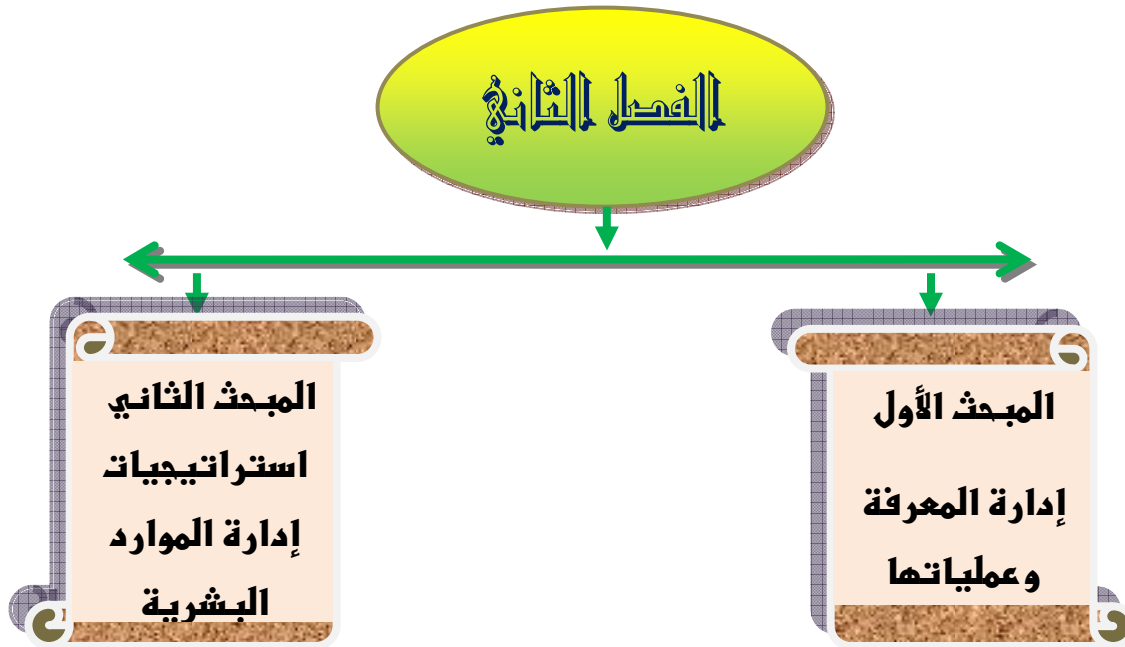 الفصل الثاني
المبحث الأول
إدارة المعرفة
وعملياتها
المبحث الثاني
استراتيجيات
إدارة الموارد
البشرية